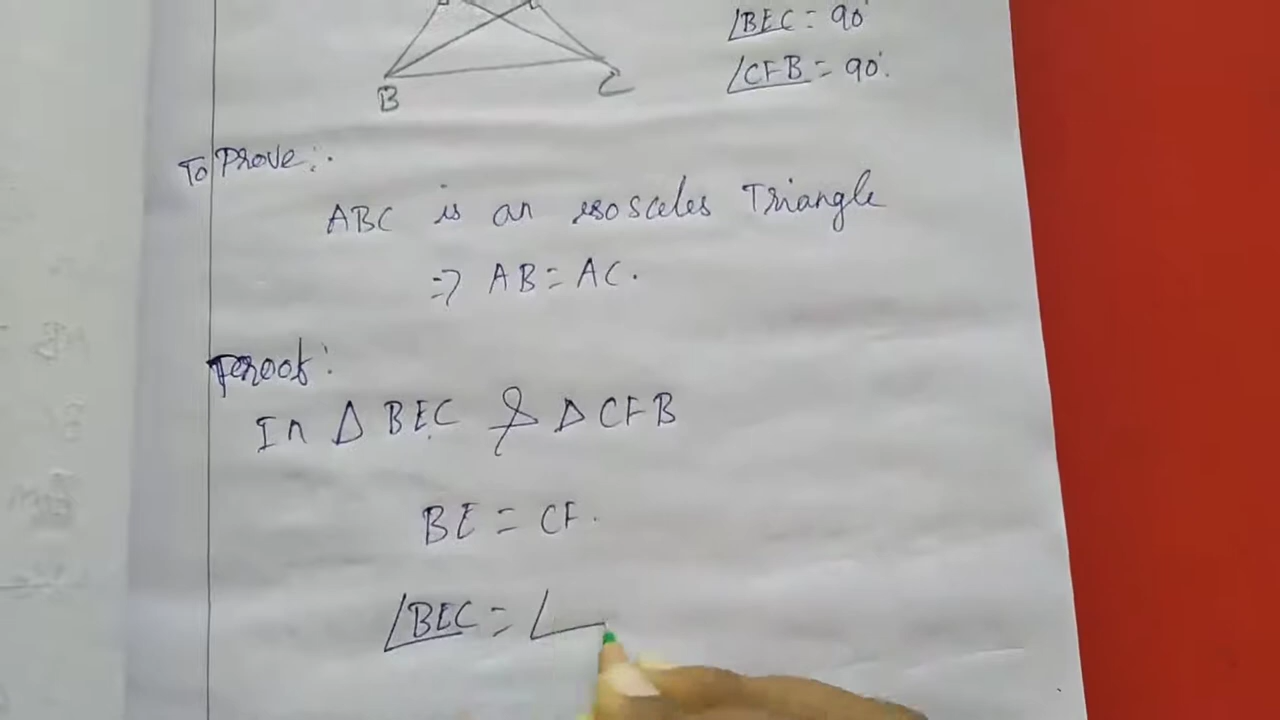 ∠BEC = 90°
∠CFB = 90°.
B
C
To Prove:.
ABC is an isosceles Triangle
⇒ AB = AC.
Proof:
In Δ BEC & Δ CFB
BE = CF.
∠BEC = ∠